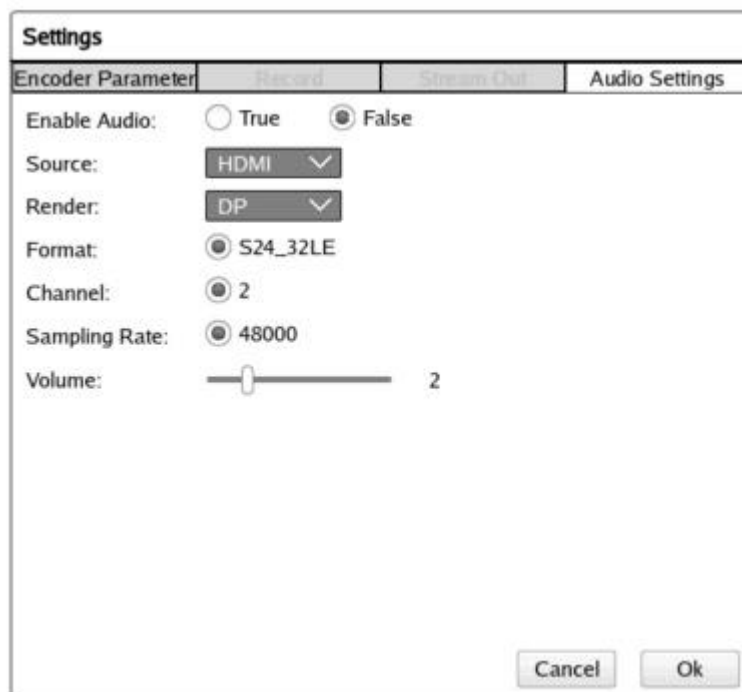 Settings
Encoder Parameter Record Stream Out Audio Settings
Enable Audio: True False
Source: HDMI
Render: DP
Format: S24_32LE
Channel: 2
Sampling Rate: 48000
Volume: 2
Cancel Ok